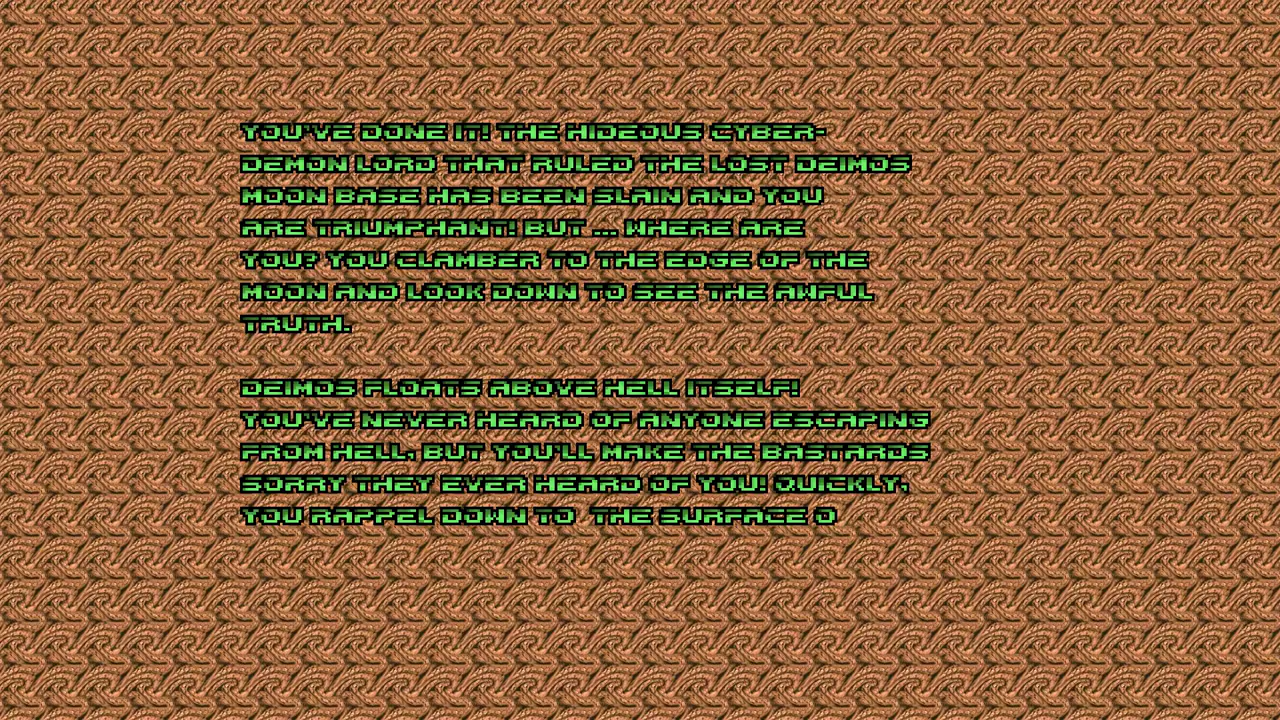 YOU'VE DONE IT! THE HIDEOUS CYBER-
DEMON LORD THAT RULED THE LOST DEIMOS
MOON BASE HAS BEEN SLAIN AND YOU
ARE TRIUMPHANT! BUT ... WHERE ARE
YOU? YOU CLAMBER TO THE EDGE OF THE
MOON AND LOOK DOWN TO SEE THE AWFUL
TRUTH.

DEIMOS FLOATS ABOVE HELL ITSELF!
YOU'VE NEVER HEARD OF ANYONE ESCAPING
FROM HELL, BUT YOU'LL MAKE THE BASTARDS
SORRY THEY EVER HEARD OF YOU! QUICKLY,
YOU RAPPEL DOWN TO  THE SURFACE O